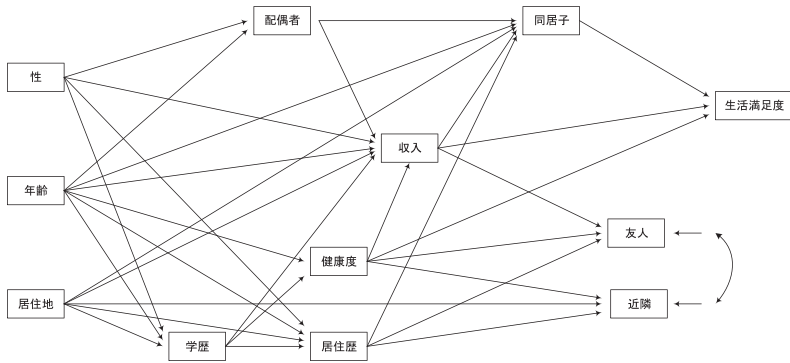 配偶者
同居子
性
生活満足度
収入
年齢
友人
健康度
居住地
近隣
学歴
居住歴